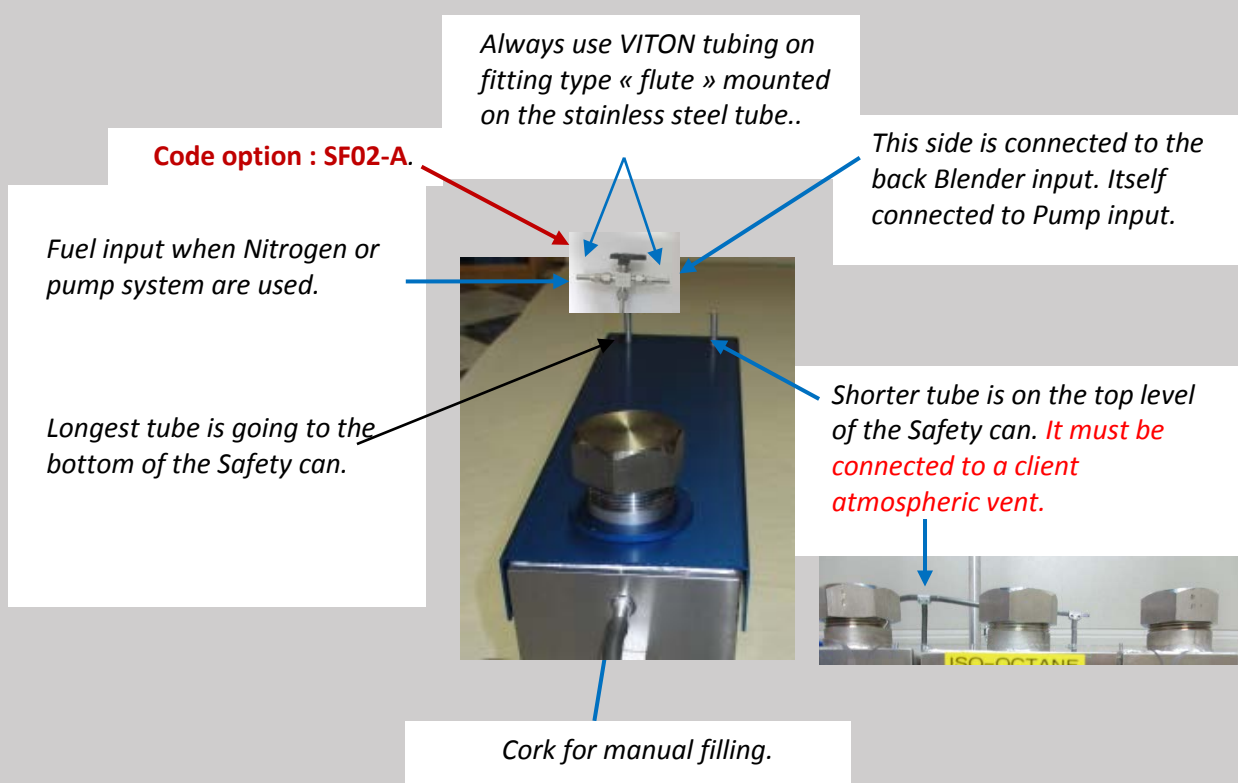 Always use VITON tubing on
fitting type « flute » mounted
on the stainless steel tube..
Code option : SF02-A.
This side is connected to the
back Blender input. Itself
connected to Pump input.
Fuel input when Nitrogen or
pump system are used.
Longest tube is going to the
bottom of the Safety can.
Shorter tube is on the top level
of the Safety can. It must be
connected to a client
atmospheric vent.
ISO-OCTANE
Cork for manual filling.